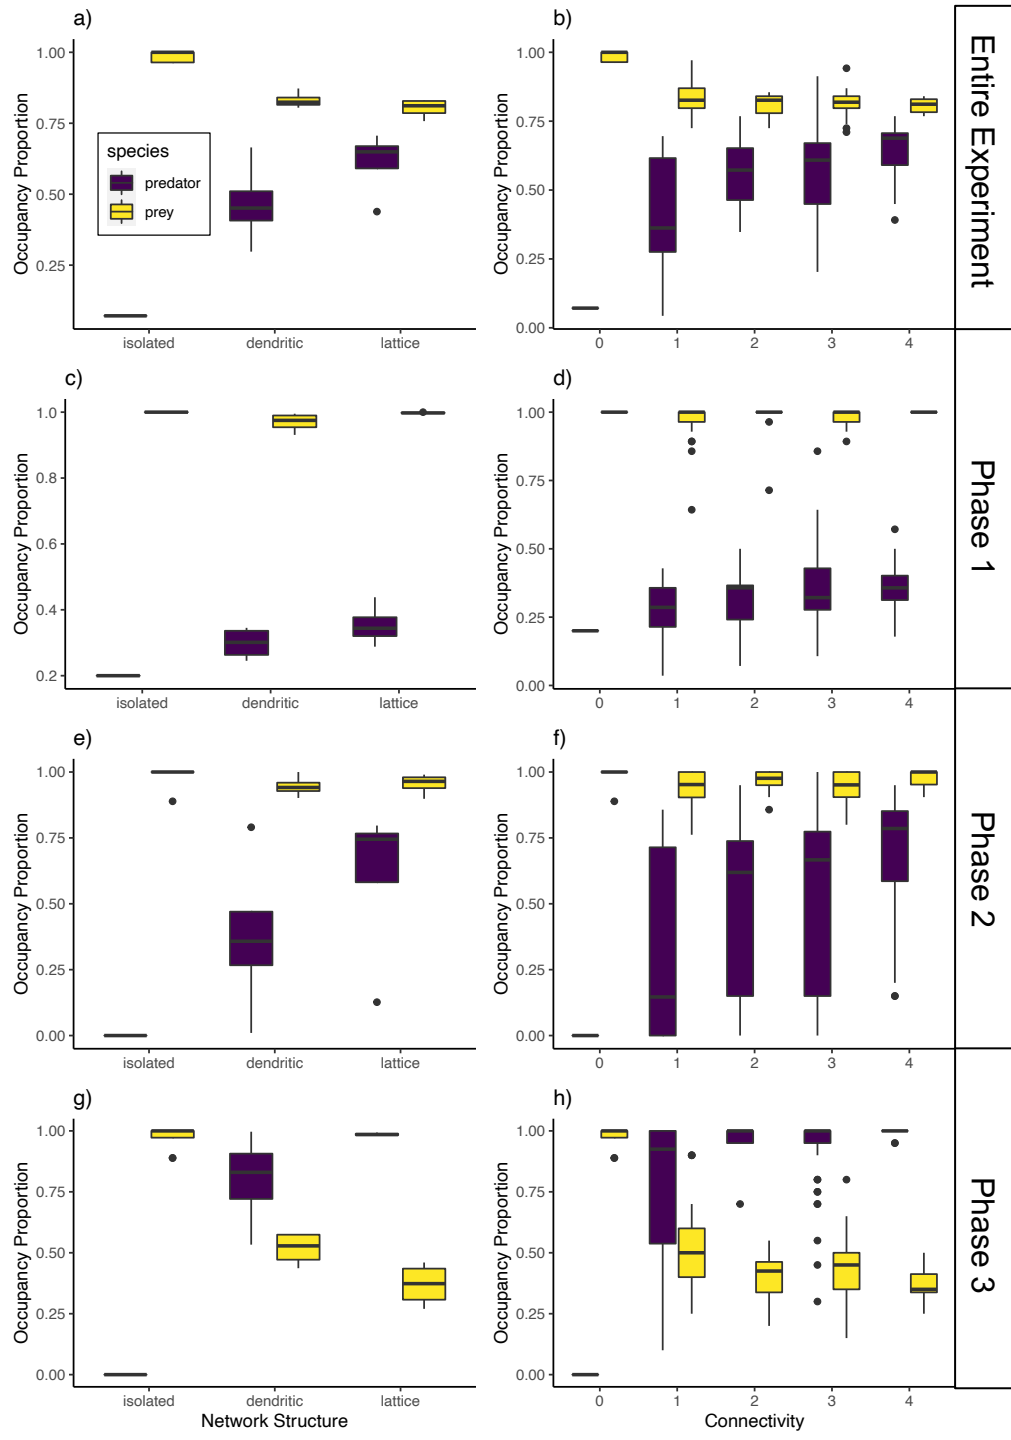 a)
Occupancy Proportion
1.00
0.75
0.50
0.25
species
predator
prey
isolated
dendritic
lattice
b)
Occupancy Proportion
1.00
0.75
0.50
0.25
0.00
0
1
2
3
4
Entire Experiment
c)
Occupancy Proportion
1.0
0.8
0.6
0.4
0.2
isolated
dendritic
lattice
d)
Occupancy Proportion
1.00
0.75
0.50
0.25
0.00
0
1
2
3
4
Phase 1
e)
Occupancy Proportion
1.00
0.75
0.50
0.25
0.00
isolated
dendritic
lattice
f)
Occupancy Proportion
1.00
0.75
0.50
0.25
0.00
0
1
2
3
4
Phase 2
g)
Occupancy Proportion
1.00
0.75
0.50
0.25
0.00
isolated
dendritic
lattice
Network Structure
h)
Occupancy Proportion
1.00
0.75
0.50
0.25
0.00
0
1
2
3
4
Connectivity
Phase 3